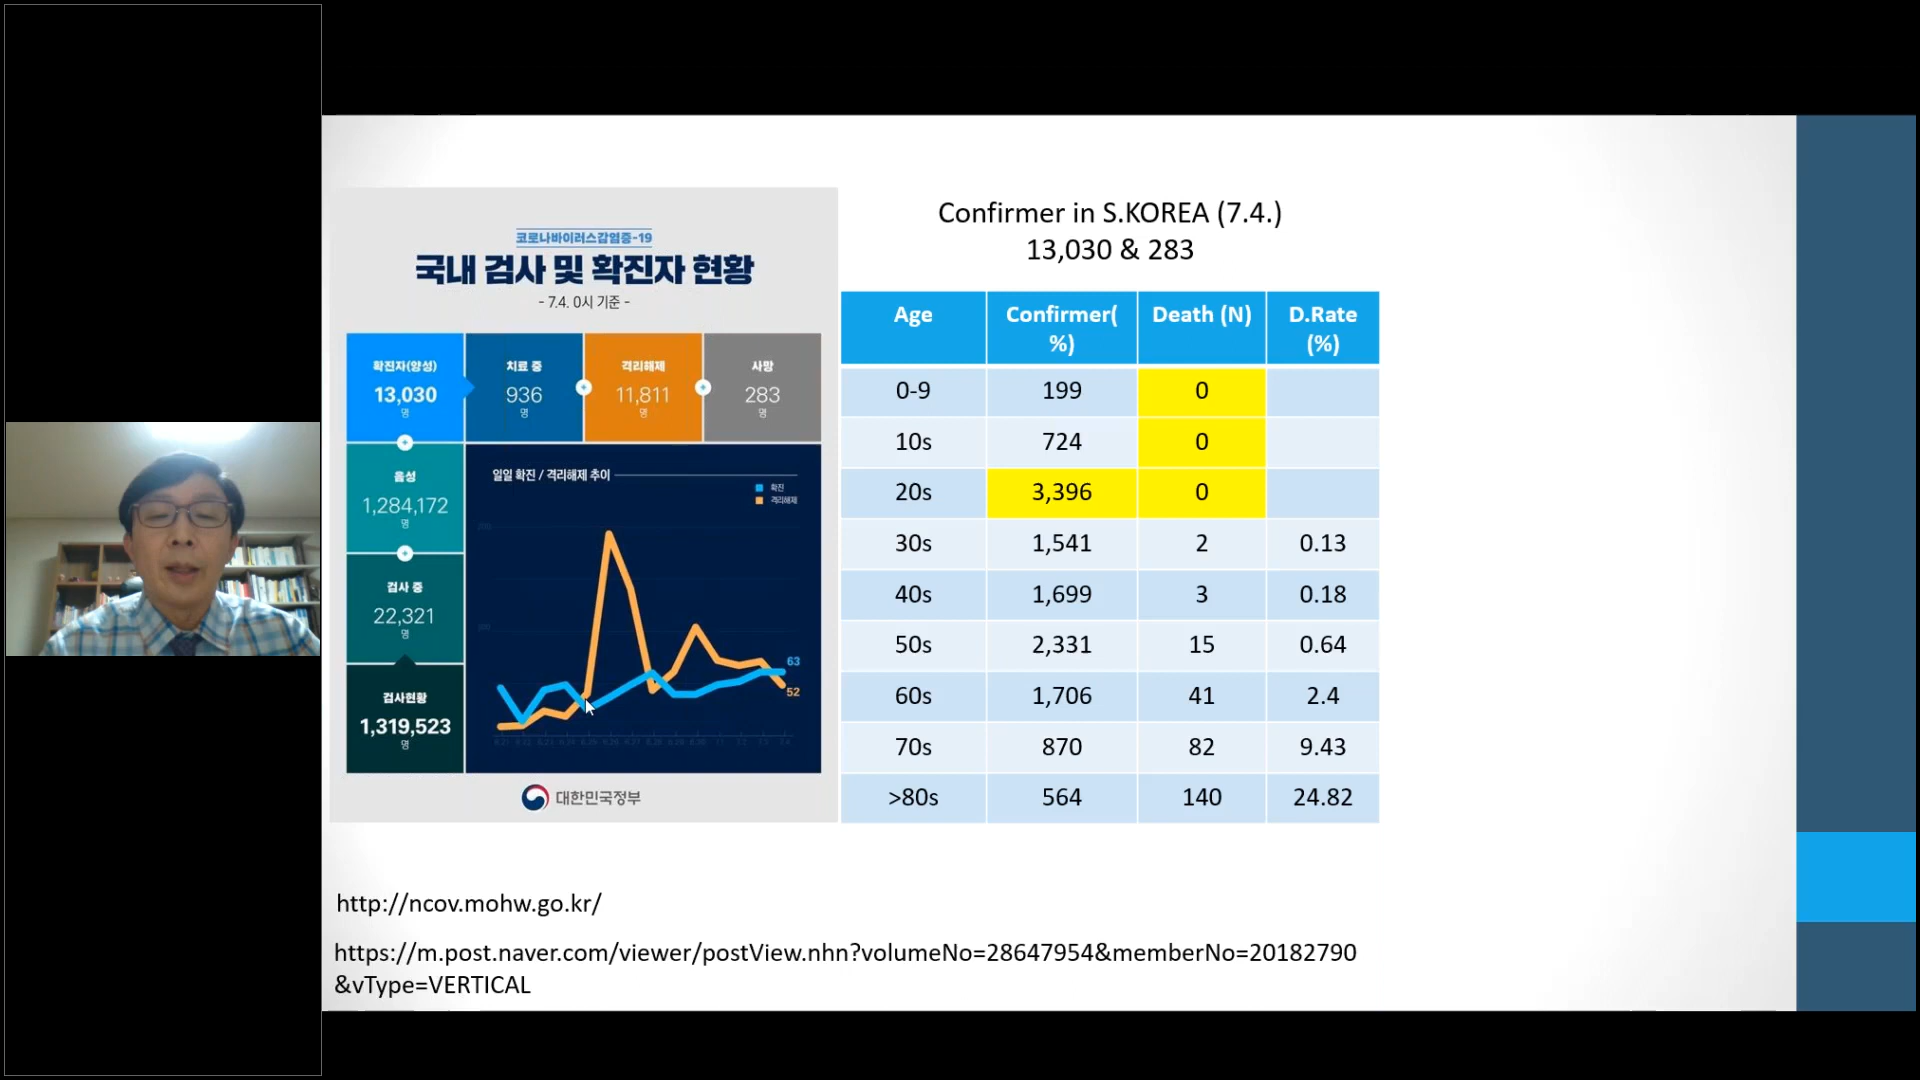 코로나바이러스감염증-19
국내 검사 및 확진자 현황
- 7.4. 0시 기준 -
확진자(양성)
13,030
명
치료 중
936
명
격리해제
11,811
명
사망
283
명
음성
1,284,172
명
검사 중
22,321
명
검사현황
1,319,523
명
일일 확진 / 격리해제 추이
확진
격리해제
63
52
대한민국정부
Confirmer in S.KOREA (7.4.)
13,030 & 283
Age Confirmer( Death (N) D.Rate
%) (%)
0-9 199 0
10s 724 0
20s 3,396 0
30s 1,541 2 0.13
40s 1,699 3 0.18
50s 2,331 15 0.64
60s 1,706 41 2.4
70s 870 82 9.43
>80s 564 140 24.82
http://ncov.mohw.go.kr/
https://m.post.naver.com/viewer/postView.nhn?volumeNo=28647954&memberNo=20182790
&vType=VERTICAL